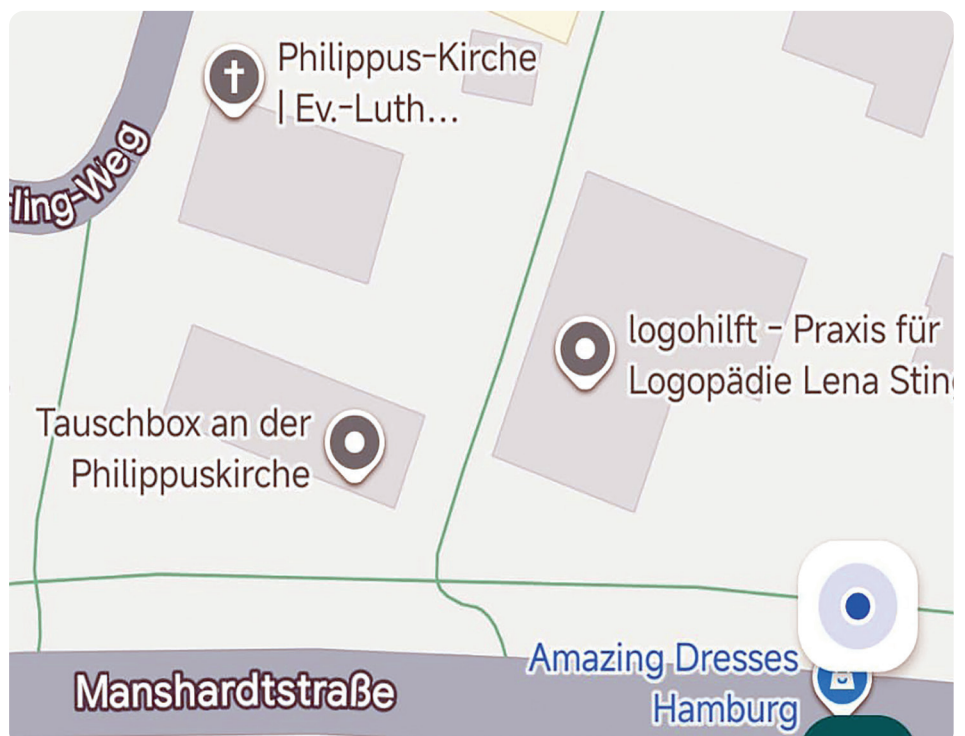 Philippus-Kirche
| Ev.-Luth...
rling-Weg
logohilft - Praxis für
Logopädie Lena Sting
Tauschbox an der
Philippuskirche
Amazing Dresses
Hamburg
Manshardtstraße